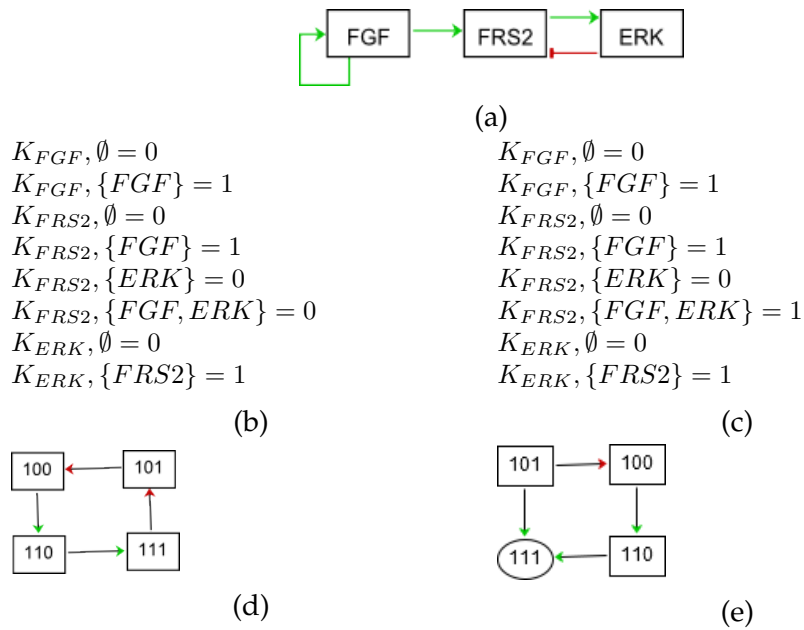 FGF FRS2 ERK
(a)
K_{FGF}, ∅ = 0
K_{FGF}, {FGF} = 1
K_{FRS2}, ∅ = 0
K_{FRS2}, {FGF} = 1
K_{FRS2}, {ERK} = 0
K_{FRS2}, {FGF, ERK} = 0
K_{ERK}, ∅ = 0
K_{ERK}, {FRS2} = 1
(b)
K_{FGF}, ∅ = 0
K_{FGF}, {FGF} = 1
K_{FRS2}, ∅ = 0
K_{FRS2}, {FGF} = 1
K_{FRS2}, {ERK} = 0
K_{FRS2}, {FGF, ERK} = 1
K_{ERK}, ∅ = 0
K_{ERK}, {FRS2} = 1
(c)
100 101
110 111
(d)
101 100
111 110
(e)